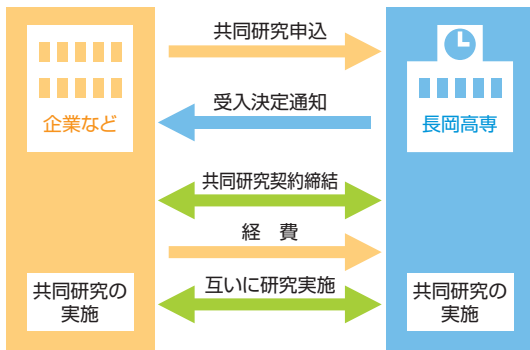 共同研究申込
受入決定通知
企業など
長岡高専
共同研究契約締結
経　費
互いに研究実施
共同研究の
実施
共同研究の
実施